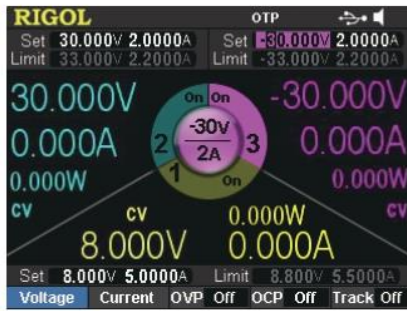 RIGOL OTP
Set 30.000V 2.0000A Set -30.000V 2.0000A
Limit 33.000V 2.2000A Limit -33.000V 2.2000A
30.000V On On -30.000V
-30V
0.000A 2 2A 3 0.000A
1 On
0.000W 0.000W
CV CV
CV 0.000W
8.000V 0.000A
Set 8.000V 5.0000A Limit 8.800V 5.5000A
Voltage Current OVP Off OCP Off Track Off